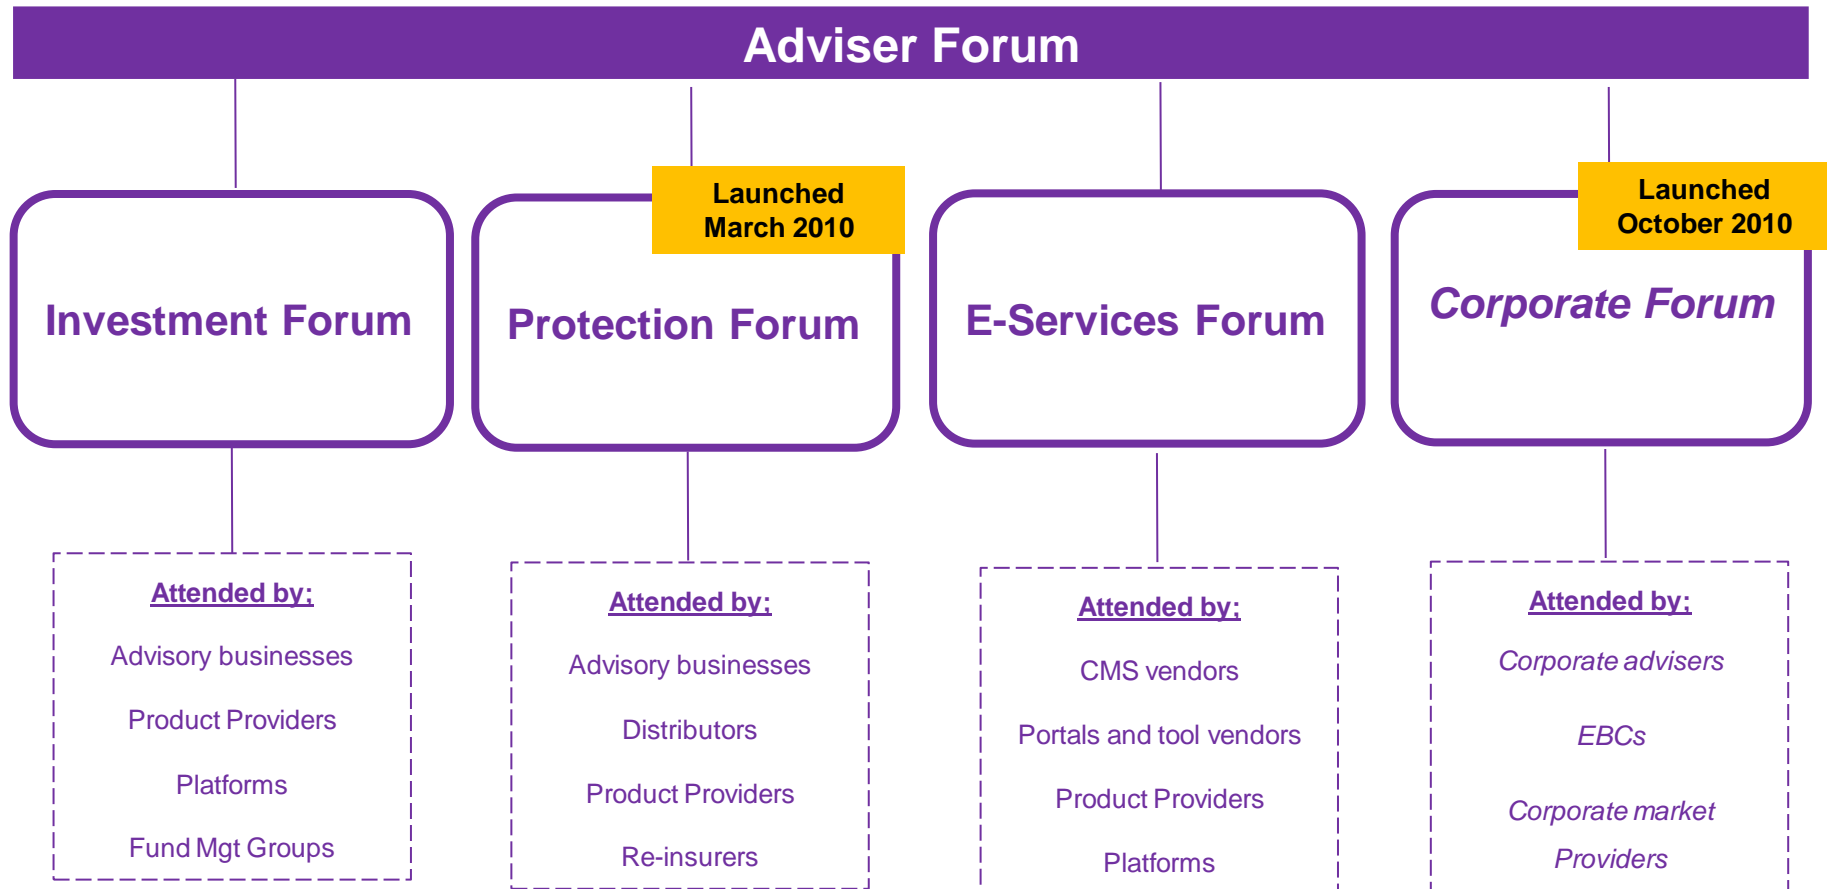 Adviser Forum
Investment Forum
Attended by;
Advisory businesses
Product Providers
Platforms
Fund Mgt Groups
Launched
March 2010
Protection Forum
Attended by;
Advisory businesses
Distributors
Product Providers
Re-insurers
E-Services Forum
Attended by;
CMS vendors
Portals and tool vendors
Product Providers
Platforms
Launched
October 2010
Corporate Forum
Attended by;
Corporate advisers
EBCs
Corporate market
Providers